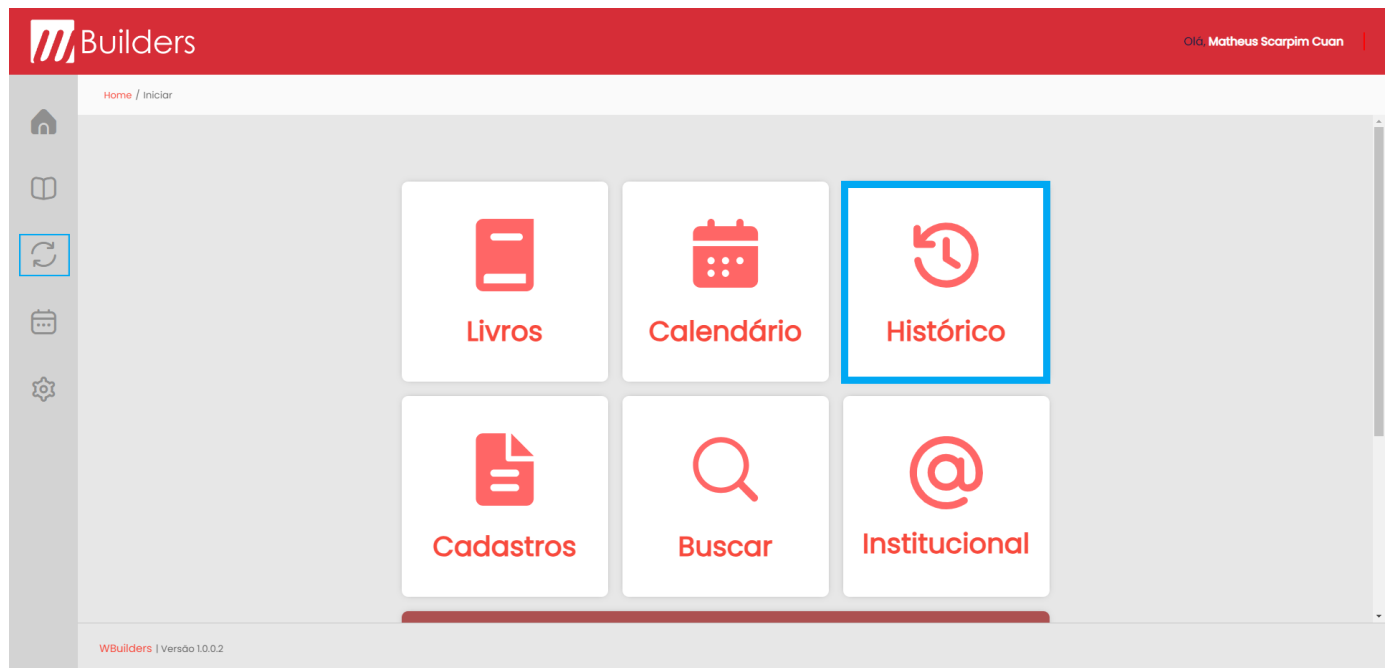 Builders
Olá, Matheus Scarpim Cuan
Home / Iniciar
Livros
Calendário
Histórico
Cadastros
Buscar
Institucional
WBuilders | Versão 1.0.0.2